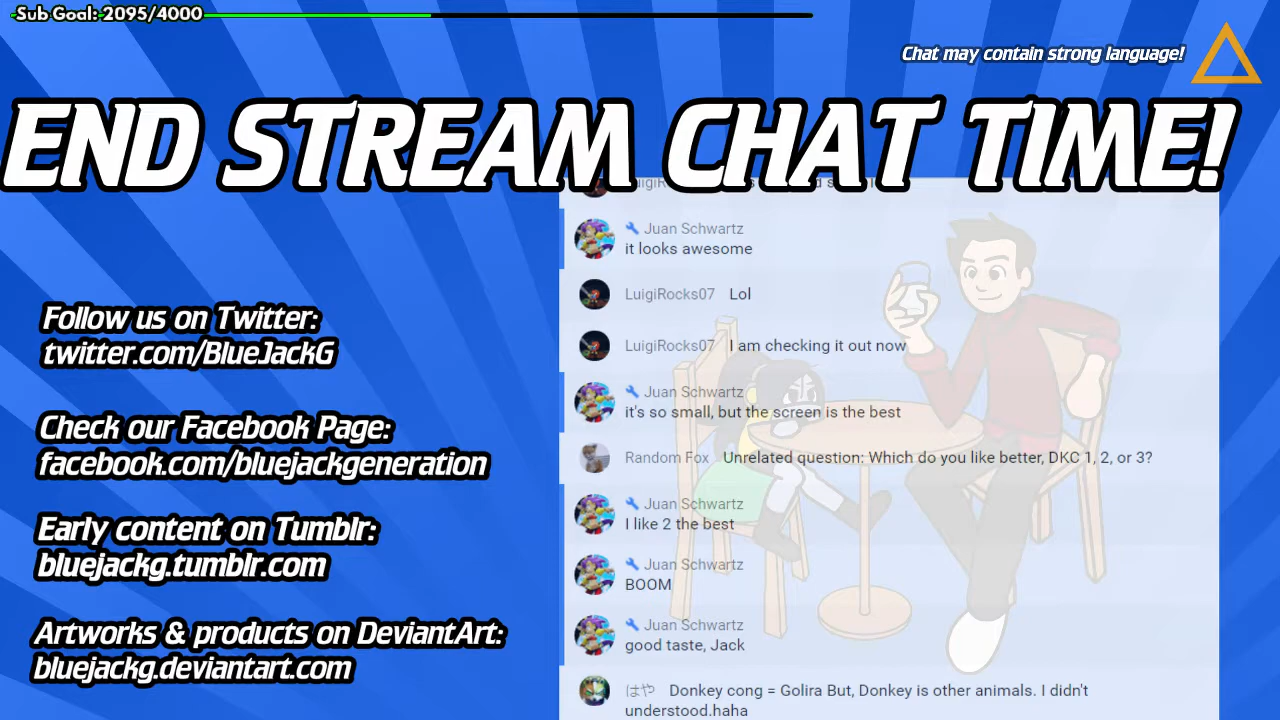 Sub Goal: 2095/4000
Chat may contain strong language!
END STREAM CHAT TIME!
Follow us on Twitter:
twitter.com/BlueJackG
Check our Facebook Page:
facebook.com/bluejackgeneration
Early content on Tumblr:
bluejackg.tumblr.com
Artworks & products on DeviantArt:
bluejackg.deviantart.com
Juan Schwartz
it looks awesome
LuigiRocks07 Lol
LuigiRocks07 I am checking it out now
Juan Schwartz
it's so small, but the screen is the best
Random Fox Unrelated question: Which do you like better, DKC 1, 2, or 3?
Juan Schwartz
I like 2 the best
Juan Schwartz
BOOM
Juan Schwartz
good taste, Jack
はや Donkey cong = Golira But, Donkey is other animals. I didn't
understood.haha